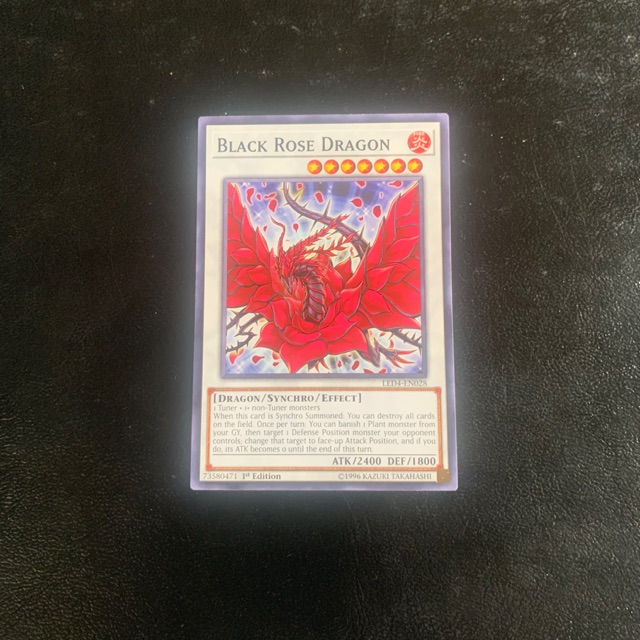 BLACK ROSE DRAGON
炎
LED4-EN028
[DRAGON/SYNCHRO/EFFECT]
1 Tuner + 1+ non-Tuner monsters
When this card is Synchro Summoned: You can destroy all cards
on the field. Once per turn: You can banish 1 Plant monster from
your GY, then target 1 Defense Position monster your opponent
controls; change that target to face-up Attack Position, and if you
do, its ATK becomes 0 until the end of this turn.
ATK/2400 DEF/1800
73580471 1st Edition ©1996 KAZUKI TAKAHASHI